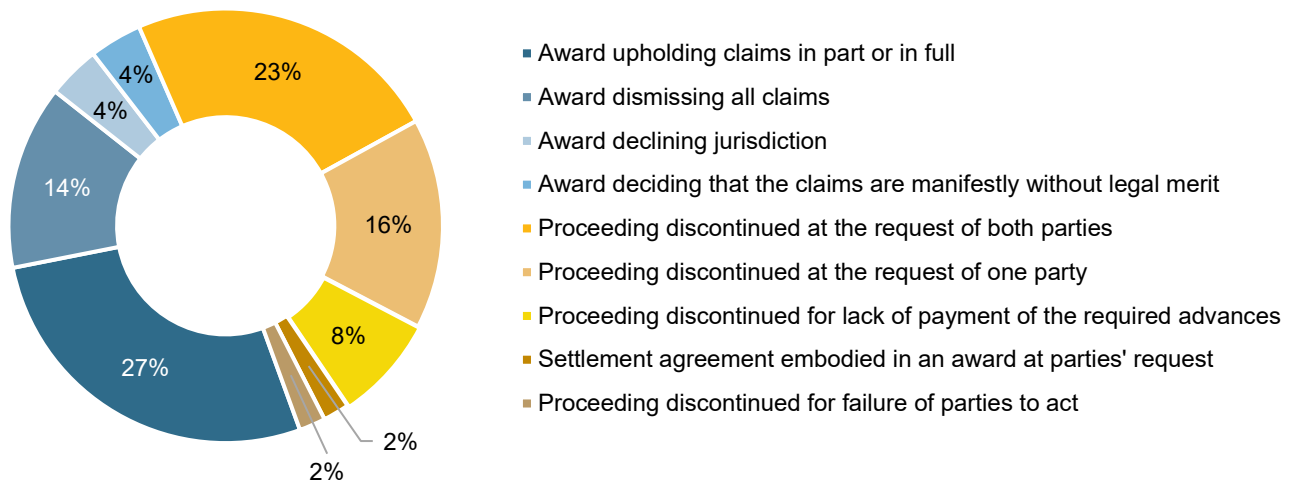 23%
4%
4%
14%
16%
8%
27%
2%
2%
Award upholding claims in part or in full
Award dismissing all claims
Award declining jurisdiction
Award deciding that the claims are manifestly without legal merit
Proceeding discontinued at the request of both parties
Proceeding discontinued at the request of one party
Proceeding discontinued for lack of payment of the required advances
Settlement agreement embodied in an award at parties' request
Proceeding discontinued for failure of parties to act